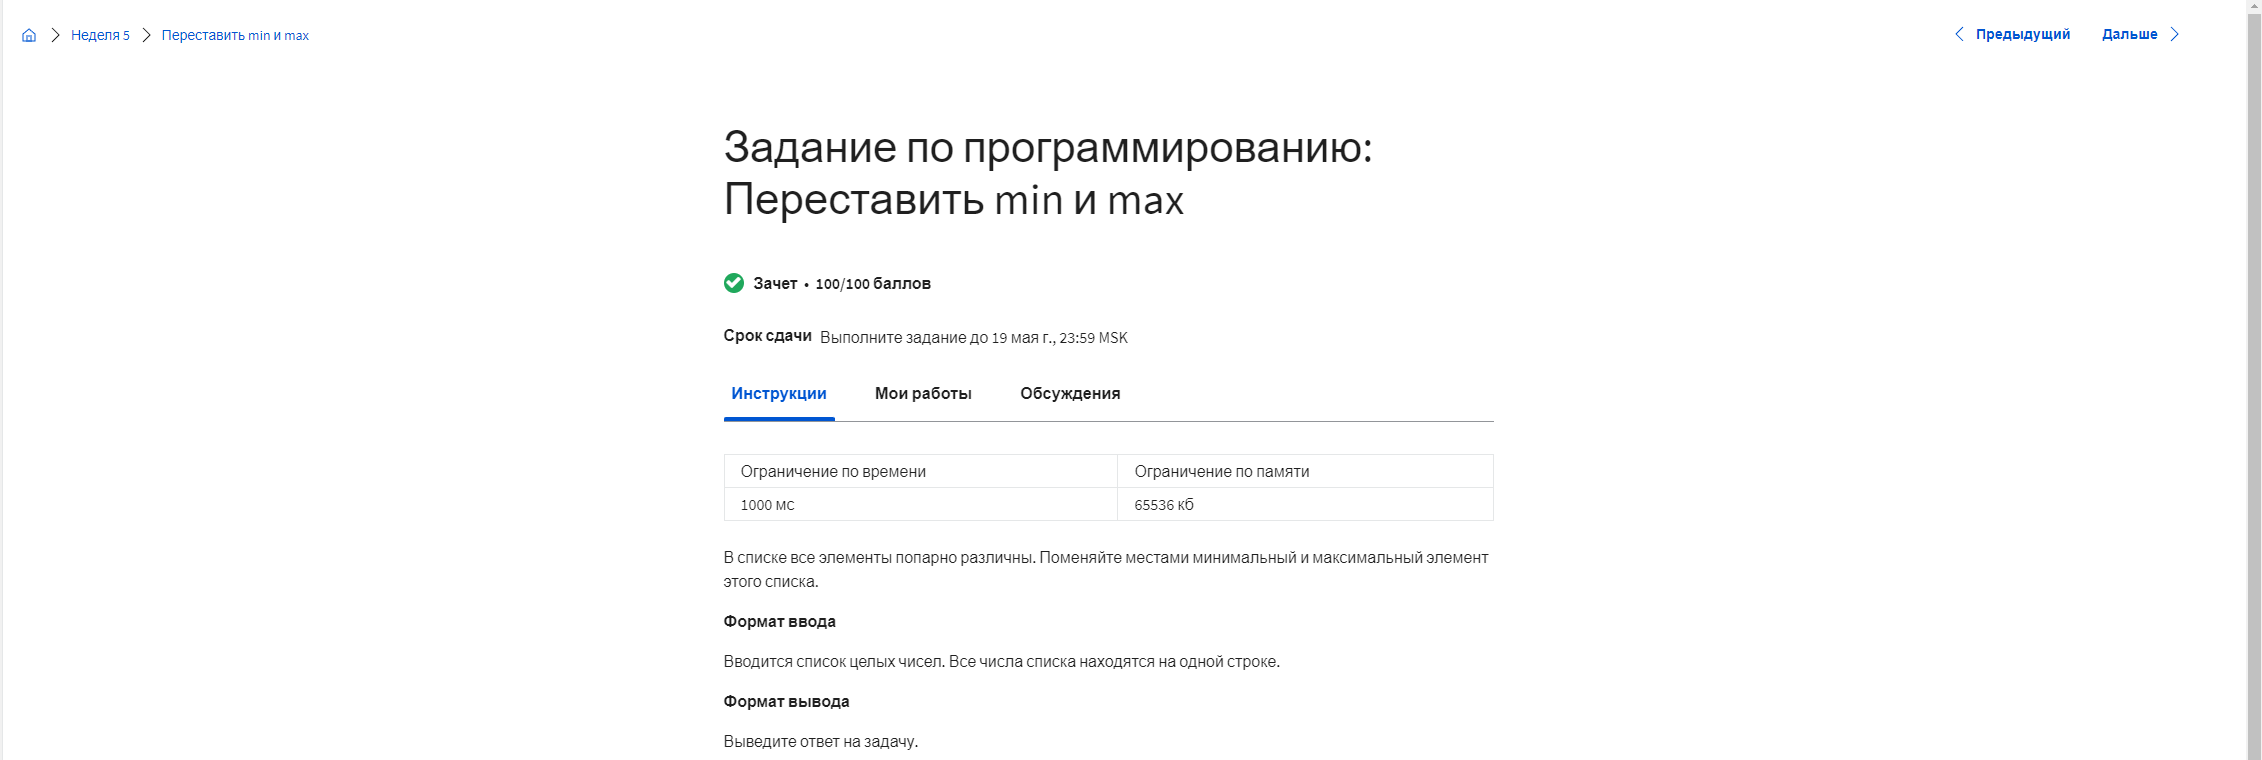 Неделя 5 Переставить min и max
Предыдущий Дальше
Задание по программированию:
Переставить min и max
Зачет • 100/100 баллов
Срок сдачи Выполните задание до 19 мая г., 23:59 MSK
Инструкции Мои работы Обсуждения
Ограничение по времени Ограничение по памяти
1000 мс 65536 кб
В списке все элементы попарно различны. Поменяйте местами минимальный и максимальный элемент
этого списка.
Формат ввода
Вводится список целых чисел. Все числа списка находятся на одной строке.
Формат вывода
Выведите ответ на задачу.